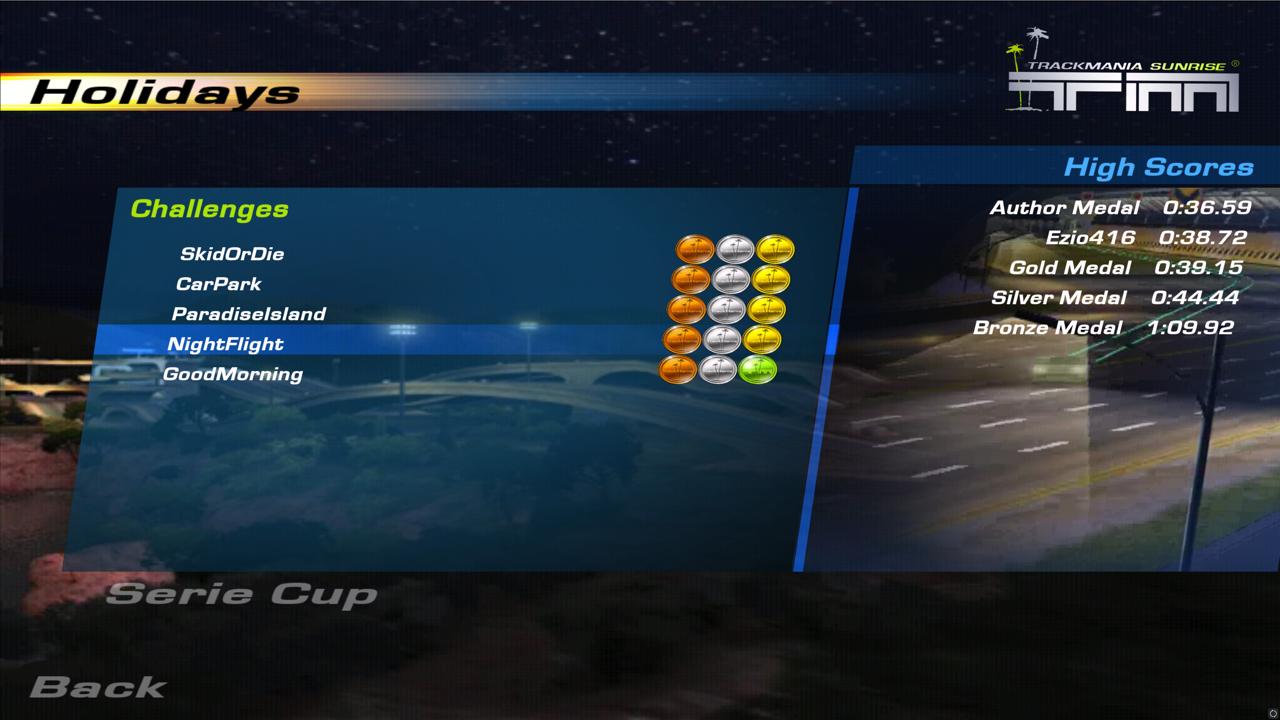 Holidays
TRACKMANIA SUNRISE ®
TM
High Scores
Challenges
Author Medal 0:36.59
Ezio416 0:38.72
Gold Medal 0:39.15
Silver Medal 0:44.44
Bronze Medal 1:09.92
SkidOrDie
CarPark
ParadiseIsland
NightFlight
GoodMorning
Serie Cup
Back